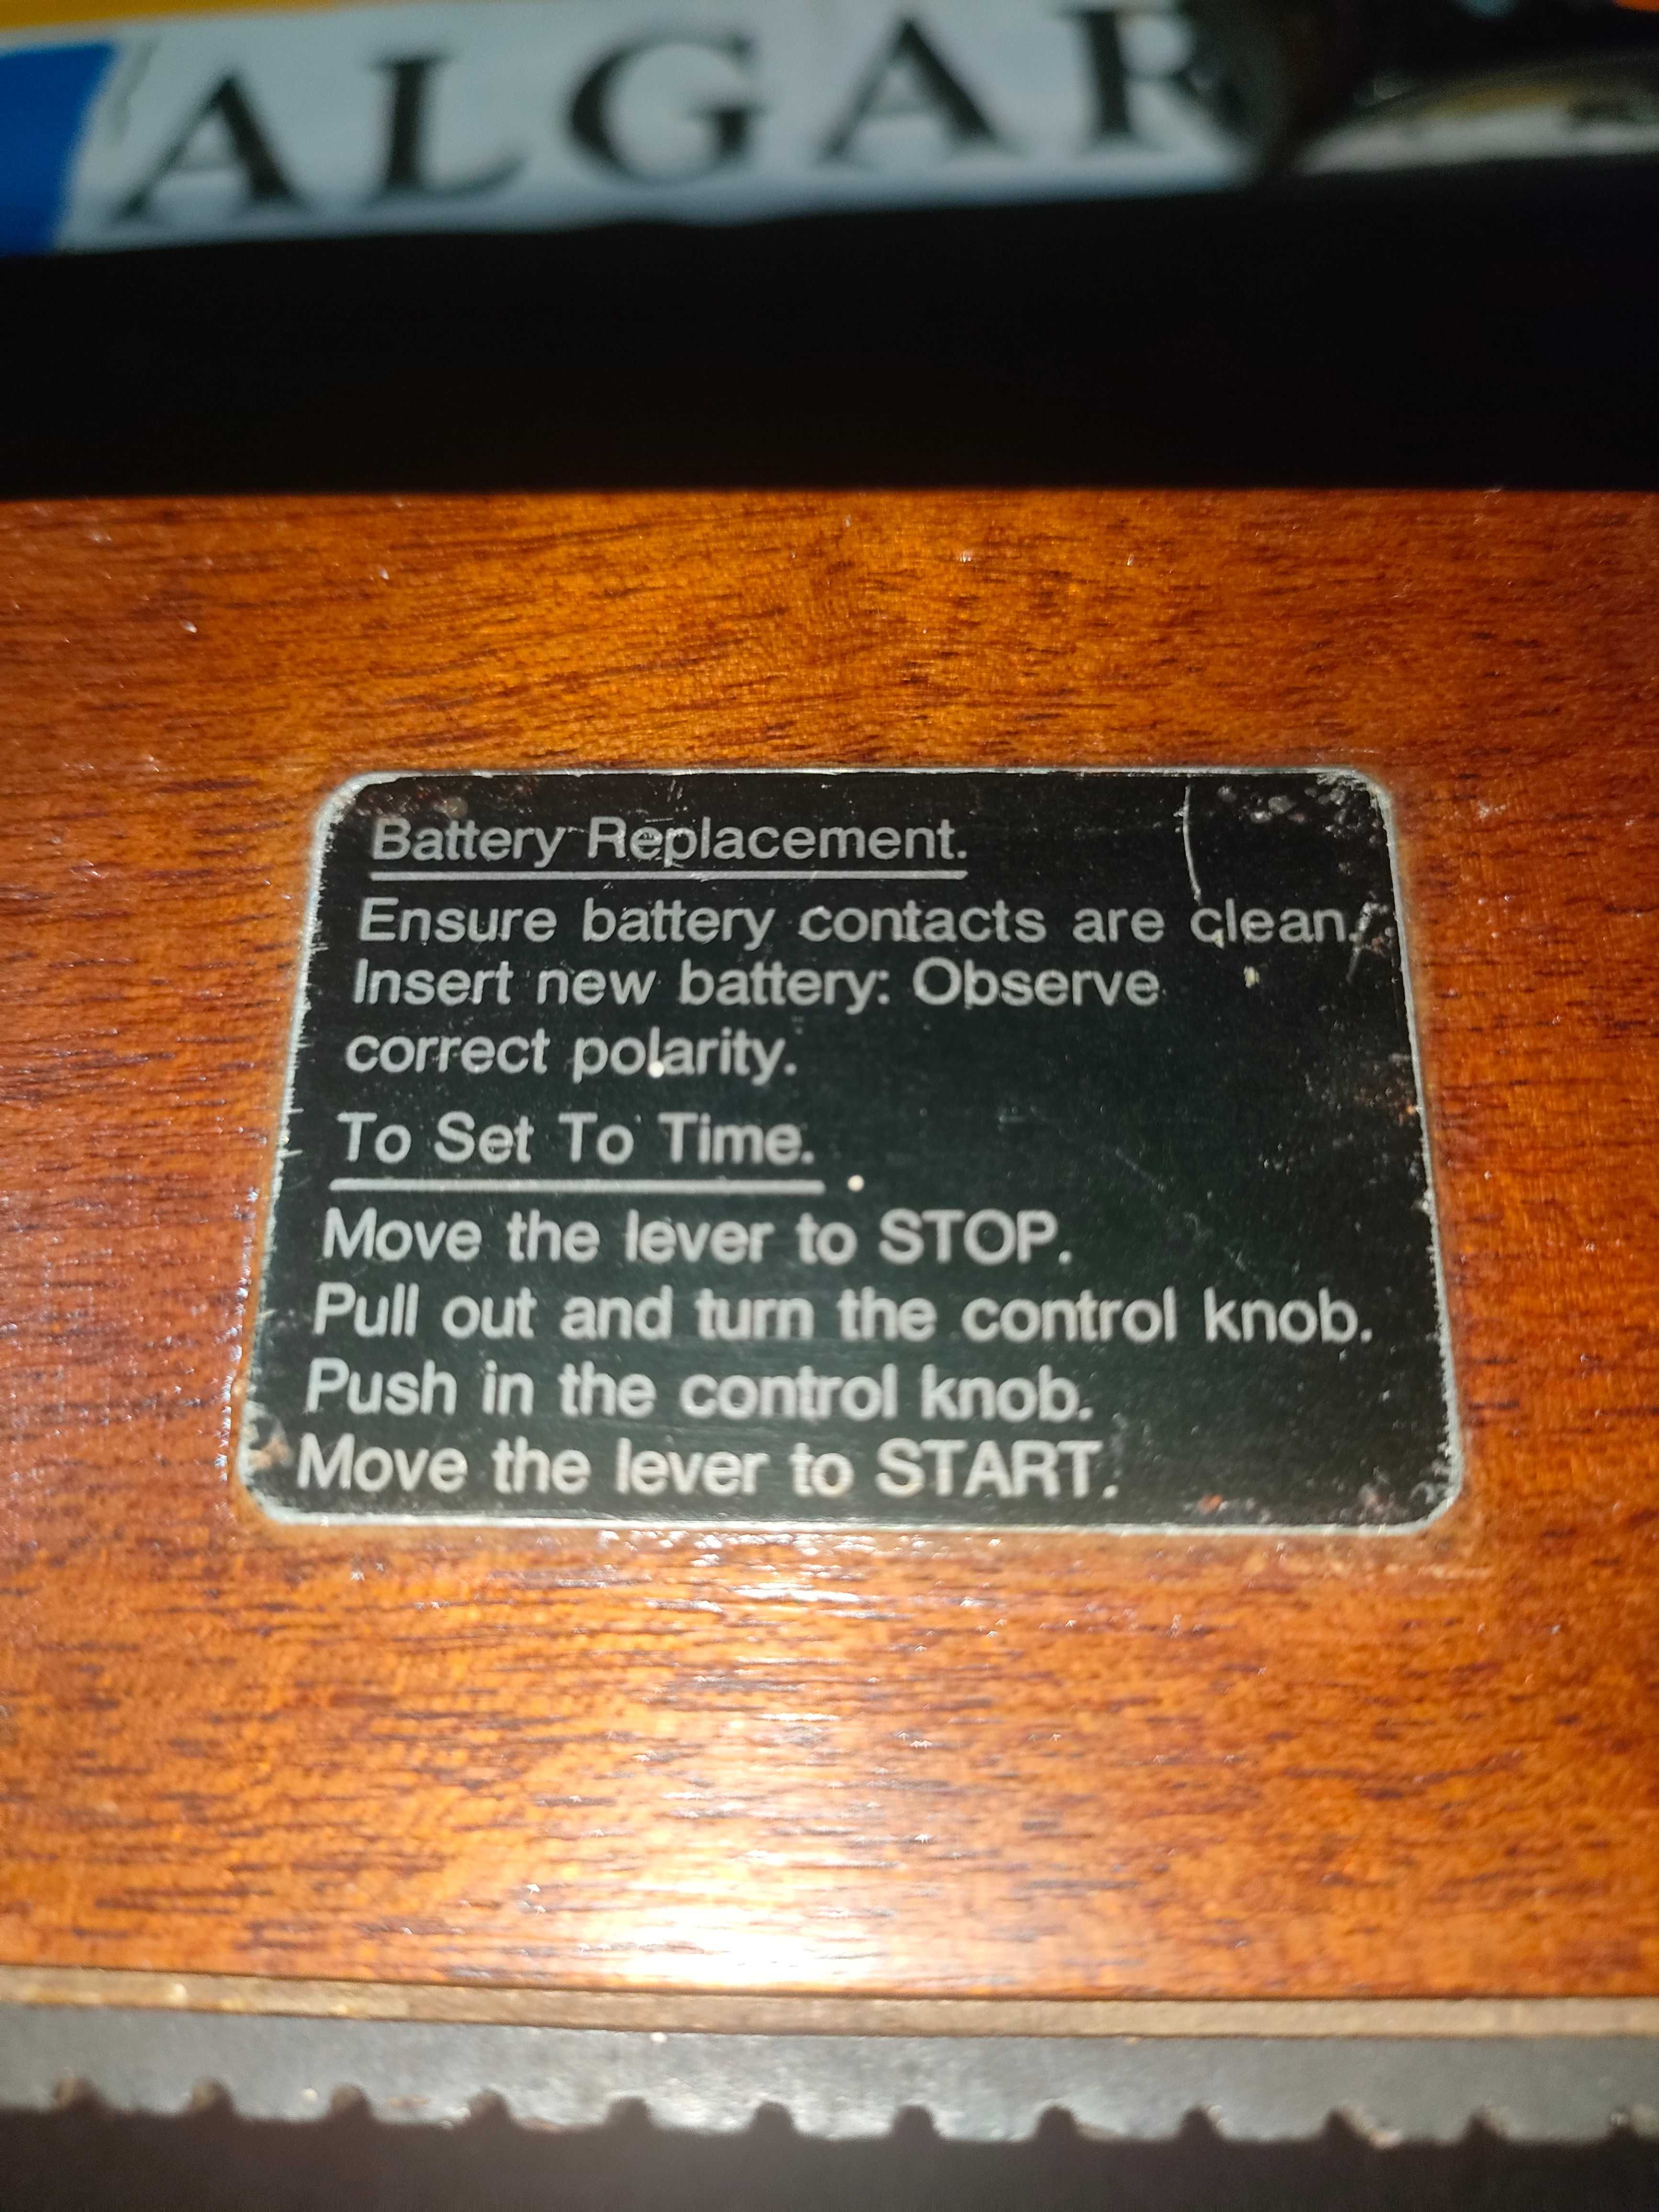 ALGAR
Battery Replacement.
Ensure battery contacts are clean.
Insert new battery: Observe
correct polarity.
To Set To Time.
Move the lever to STOP.
Pull out and turn the control knob.
Push in the control knob.
Move the lever to START.